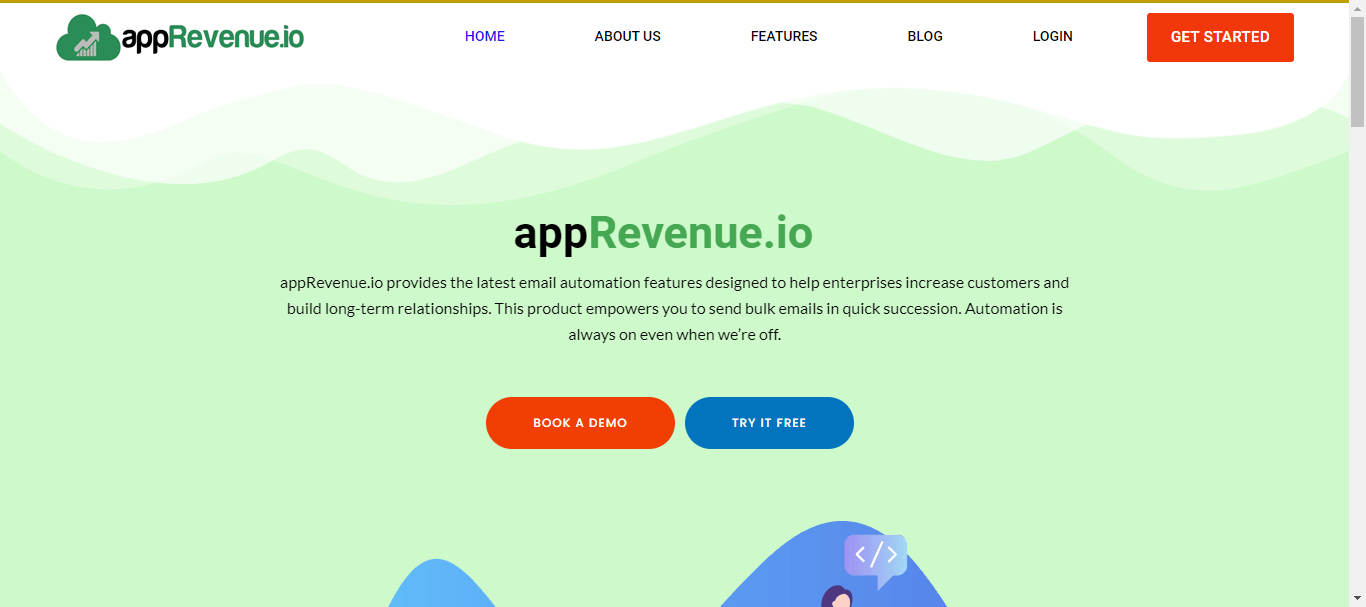 appRevenue.io
HOME
ABOUT US
FEATURES
BLOG
LOGIN
GET STARTED
appRevenue.io
appRevenue.io provides the latest email automation features designed to help enterprises increase customers and
build long-term relationships. This product empowers you to send bulk emails in quick succession. Automation is
always on even when we’re off.
BOOK A DEMO
TRY IT FREE
</>